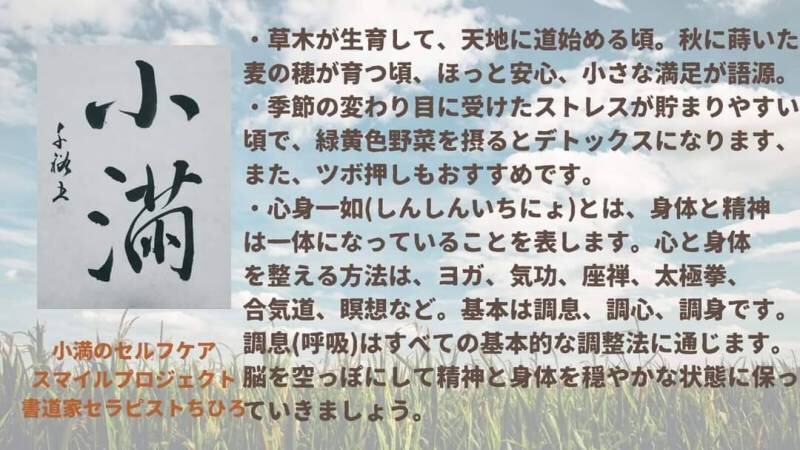 小満
・草木が生育して、天地に道始める頃。秋に蒔いた
麦の穂が育つ頃、ほっと安心、小さな満足が語源。
・季節の変わり目に受けたストレスが貯まりやすい
頃で、緑黄色野菜を摂るとデトックスになります、
また、ツボ押しもおすすめです。
・心身一如(しんしんいちにょ)とは、身体と精神
は一体になっていることを表します。心と身体
を整える方法は、ヨガ、気功、座禅、太極拳、
合気道、瞑想など。基本は調息、調心、調身です。
調息(呼吸)はすべての基本的な調整法に通じます。
脳を空っぽにして精神と身体を穏やかな状態に保っ
ていきましょう。
小満のセルフケア
スマイルプロジェクト
書道家セラピストちひろ